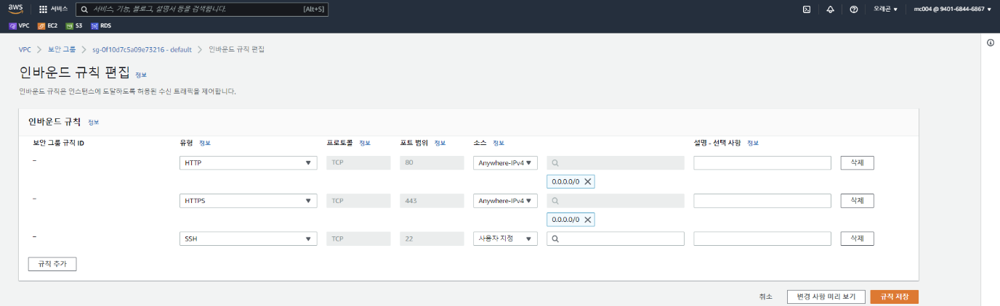 aws 서비스 서비스, 기능, 블로그, 설명서 등을 검색합니다. [Alt+S] 오레곤 ▼ mc004 @ 9401-6844-6867 ▼
VPC EC2 S3 RDS
VPC > 보안 그룹 > sg-0f10d7c5a09e73216 - default > 인바운드 규칙 편집
인바운드 규칙 편집 정보
인바운드 규칙은 인스턴스에 도달하도록 허용된 수신 트래픽을 제어합니다.
인바운드 규칙 정보
보안 그룹 규칙 ID 유형 정보 프로토콜 정보 포트 범위 정보 소스 정보 설명 - 선택 사항 정보
– HTTP TCP 80 Anywhere-IPv4 삭제
0.0.0.0/0
– HTTPS TCP 443 Anywhere-IPv4 삭제
0.0.0.0/0
– SSH TCP 22 사용자 지정 삭제
규칙 추가
취소 변경 사항 미리 보기 규칙 저장